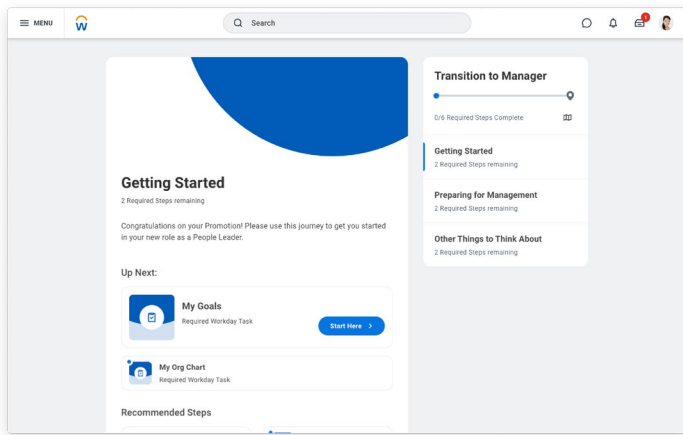 MENU
Search
1
Getting Started
2 Required Steps remaining
Congratulations on your Promotion! Please use this journey to get you started
in your new role as a People Leader.
Up Next:
My Goals
Required Workday Task
Start Here
My Org Chart
Required Workday Task
Recommended Steps
Transition to Manager
0/6 Required Steps Complete
Getting Started
2 Required Steps remaining
Preparing for Management
2 Required Steps remaining
Other Things to Think About
2 Required Steps remaining